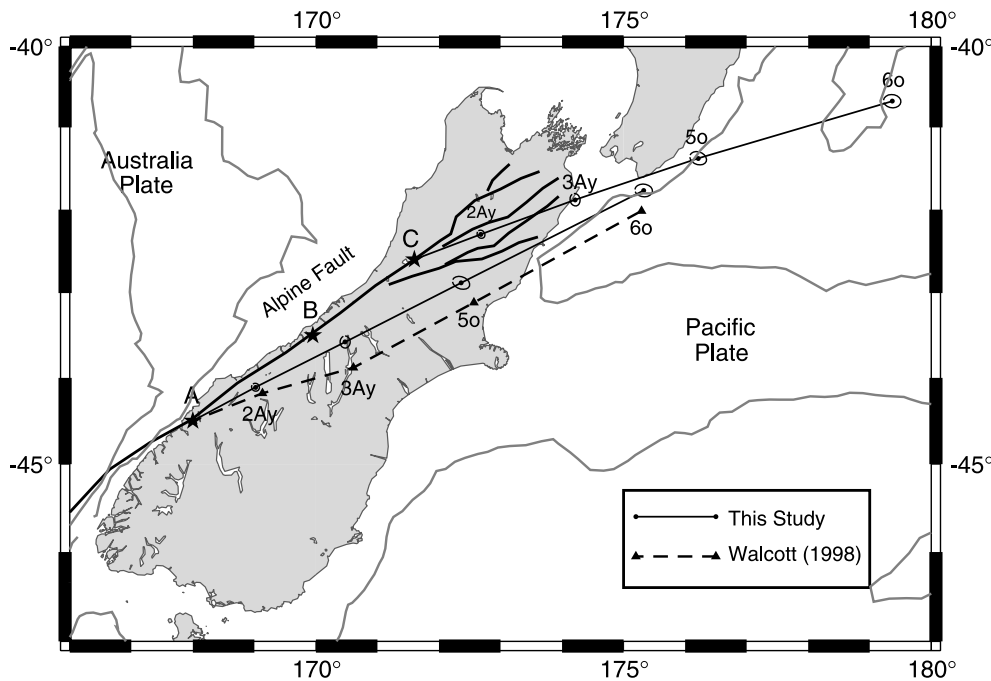 170° 175° 180°
-40° -40°
6o
5o
Australia
Plate
3Ay
2Ay
C
6o
Alpine Fault
B
5o
Pacific
Plate
3Ay
A
2Ay
-45° -45°
This Study
Walcott (1998)
170° 175° 180°